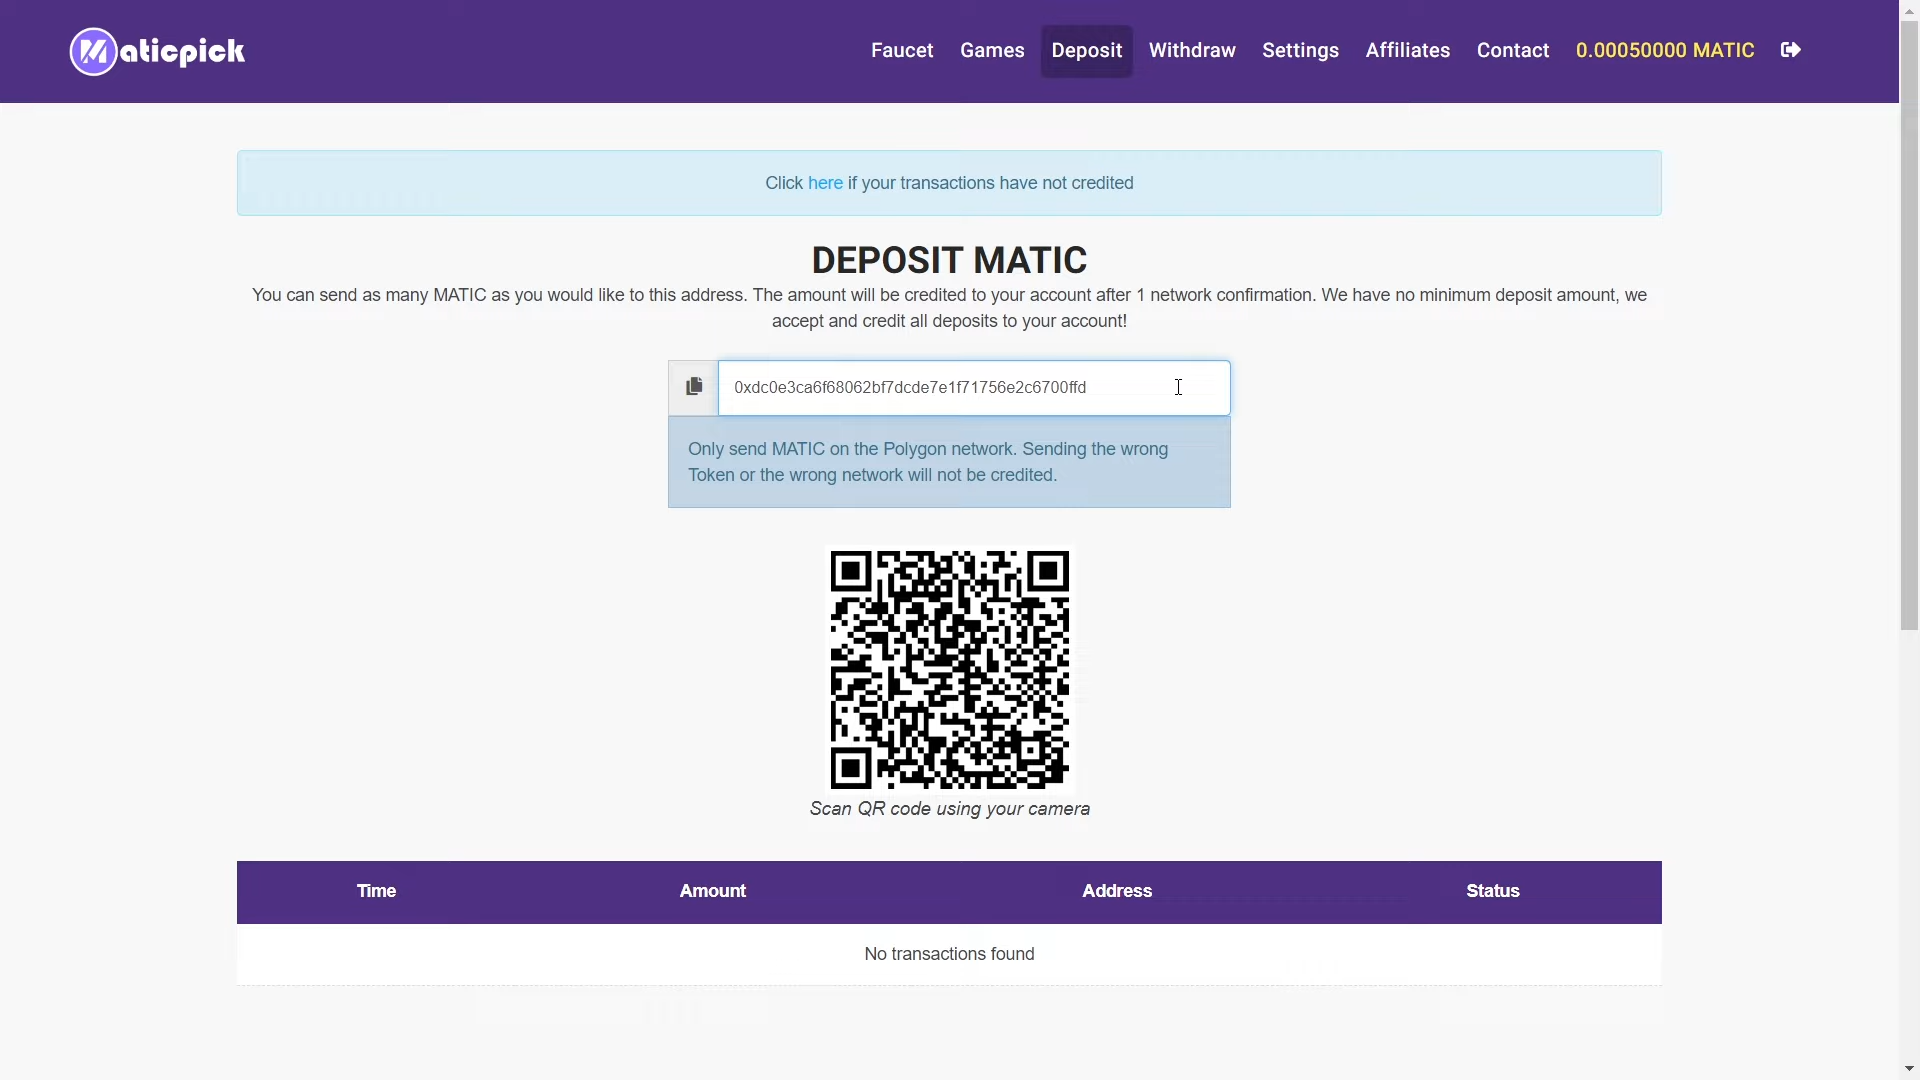 Maticpick
Faucet Games Deposit Withdraw Settings Affiliates Contact 0.00050000 MATIC
Click here if your transactions have not credited
DEPOSIT MATIC
You can send as many MATIC as you would like to this address. The amount will be credited to your account after 1 network confirmation. We have no minimum deposit amount, we
accept and credit all deposits to your account!
0xdc0e3ca6f68062bf7dcde7e1f71756e2c6700ffd
Only send MATIC on the Polygon network. Sending the wrong
Token or the wrong network will not be credited.
Scan QR code using your camera
Time Amount Address Status
No transactions found